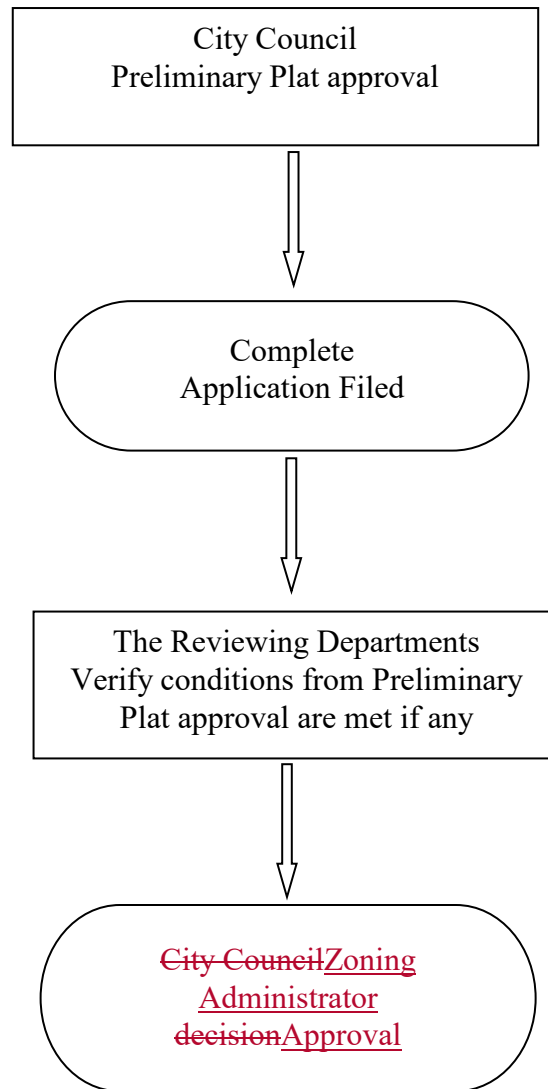 City Council
Preliminary Plat approval
Complete
Application Filed
The Reviewing Departments
Verify conditions from Preliminary
Plat approval are met if any
City CouncilZoning
Administrator
decisionApproval